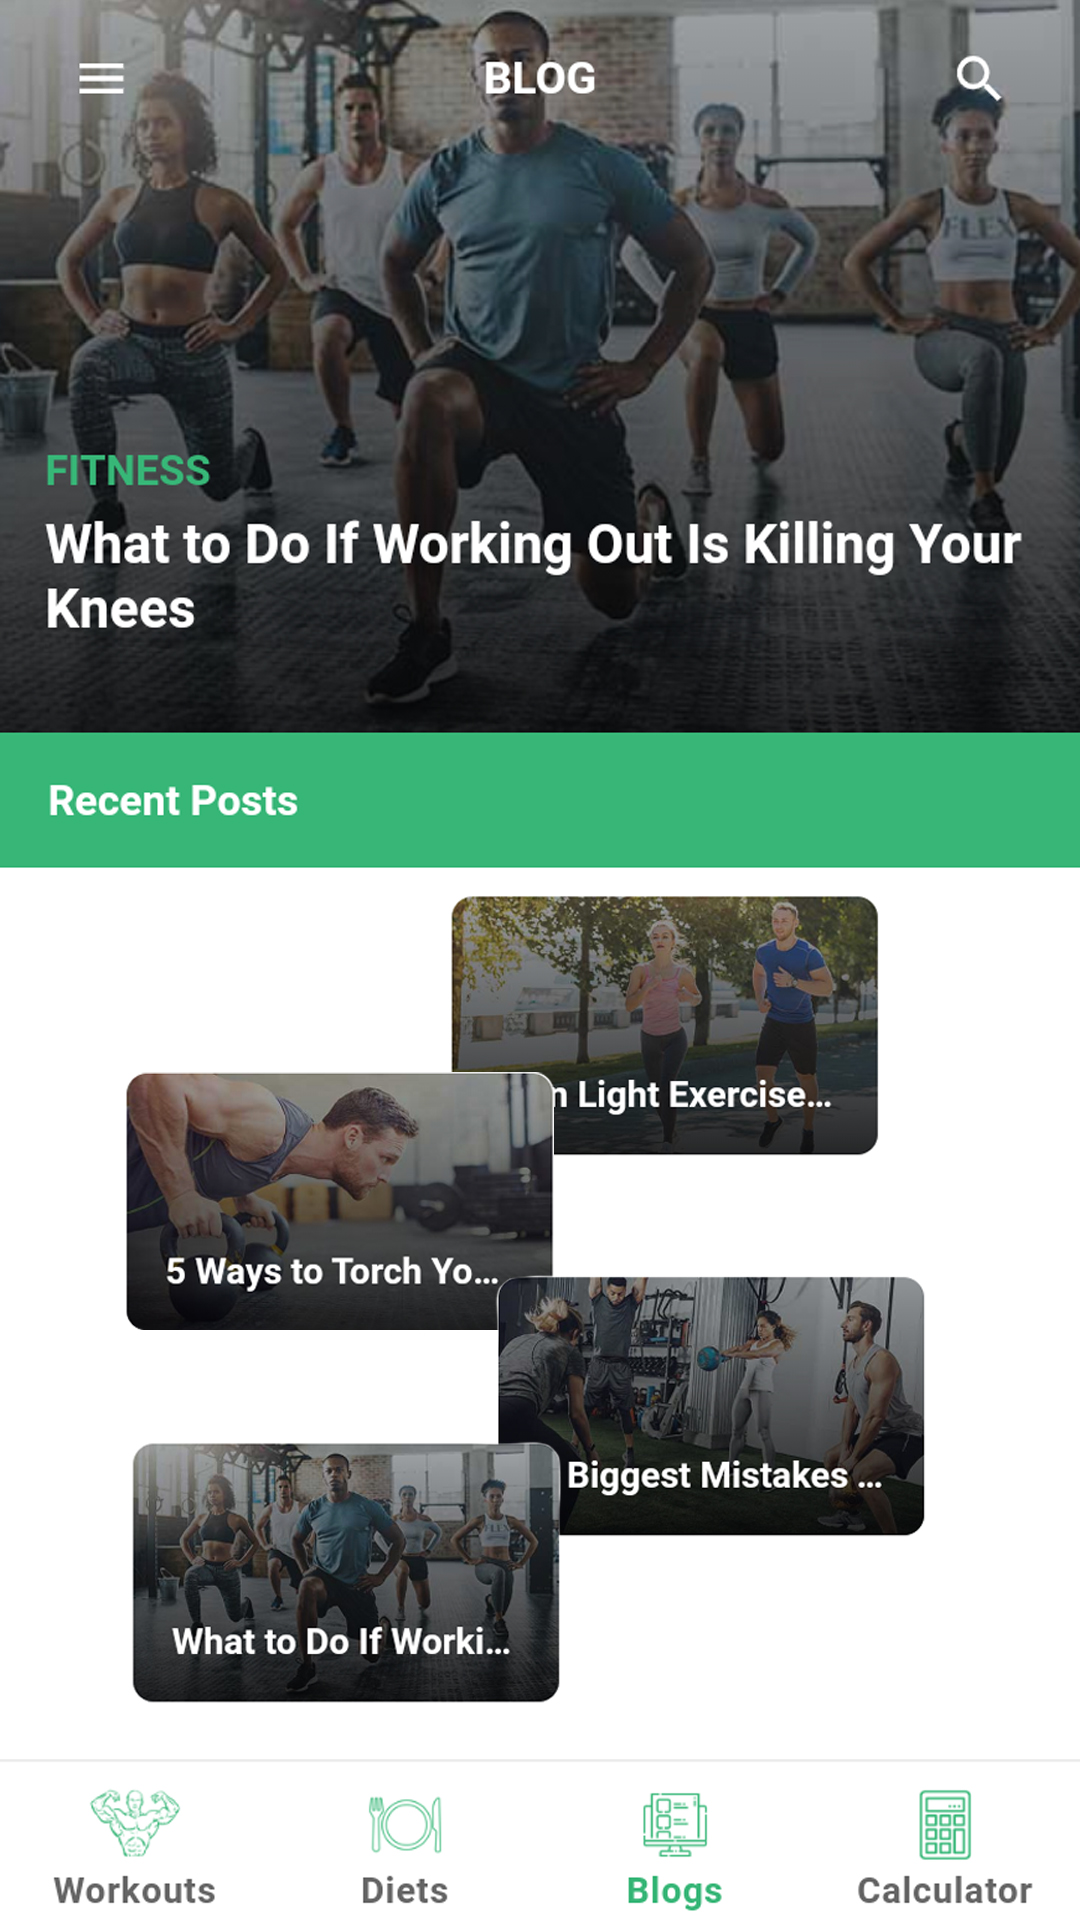 BLOG
FLEX
FITNESS
What to Do If Working Out Is Killing Your
Knees
Recent Posts
Light Exercise...
5 Ways to Torch Yo...
Biggest Mistakes ...
What to Do If Worki...
Workouts
Diets
Blogs
Calculator